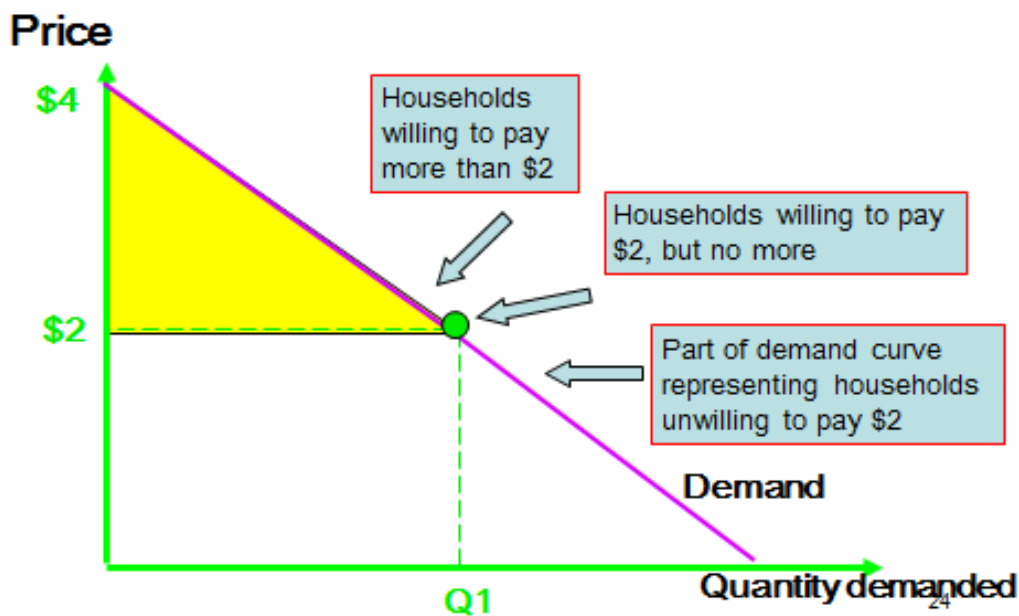 Price
$4
Households
willing to pay
more than $2
Households willing to pay
$2, but no more
$2
Part of demand curve
representing households
unwilling to pay $2
Demand
Quantity demanded
24
Q1